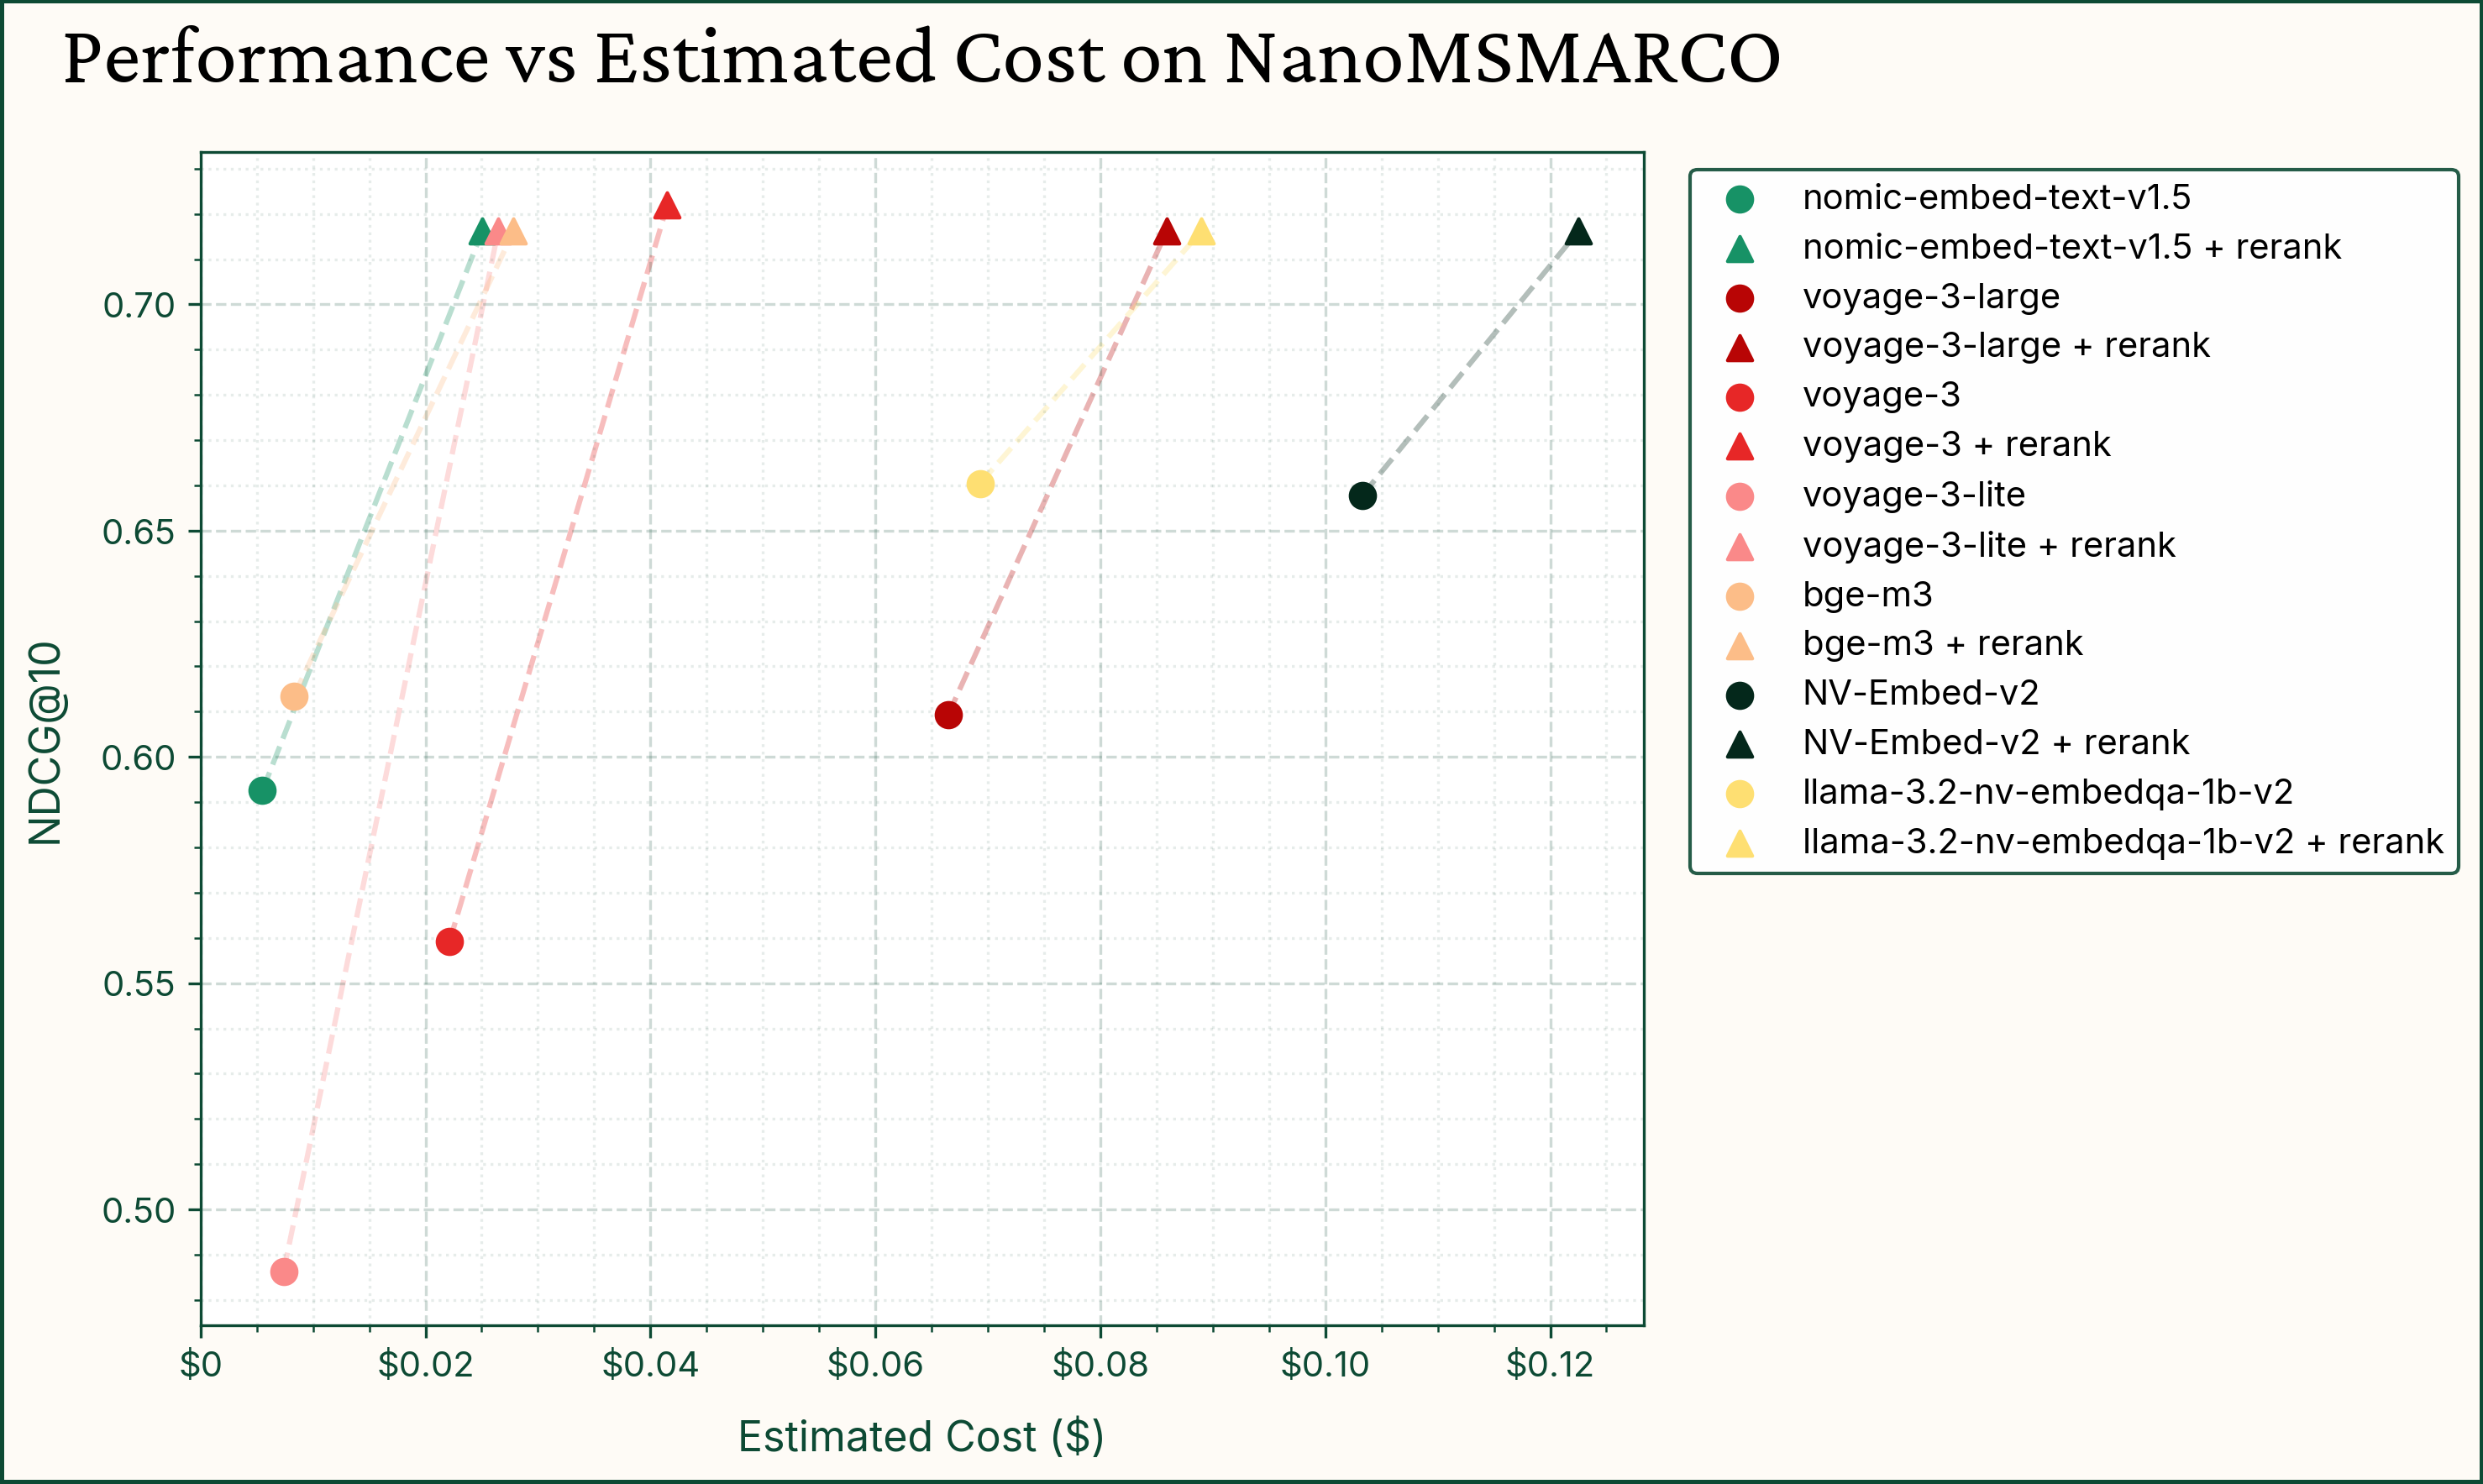 Performance vs Estimated Cost on NanoMSMARCO
NDCG@10
0.70
0.65
0.60
0.55
0.50
$0
$0.02
$0.04
$0.06
$0.08
$0.10
$0.12
Estimated Cost ($)
nomic-embed-text-v1.5
nomic-embed-text-v1.5 + rerank
voyage-3-large
voyage-3-large + rerank
voyage-3
voyage-3 + rerank
voyage-3-lite
voyage-3-lite + rerank
bge-m3
bge-m3 + rerank
NV-Embed-v2
NV-Embed-v2 + rerank
llama-3.2-nv-embedqa-1b-v2
llama-3.2-nv-embedqa-1b-v2 + rerank